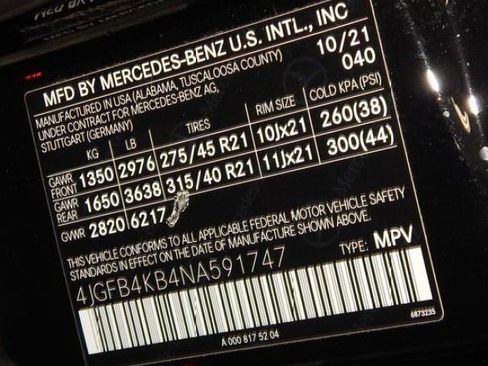 MFD BY MERCEDES-BENZ U.S. INTL., INC
MANUFACTURED IN USA (ALABAMA, TUSCALOOSA COUNTY) 10/21
UNDER CONTRACT FOR MERCEDES-BENZ AG, 040
STUTTGART (GERMANY)
KG LB TIRES RIM SIZE COLD KPA (PSI)
GAWR FRONT 1350 2976 275/45 R21 10Jx21 260(38)
GAWR REAR 1650 3638 315/40 R21 11Jx21 300(44)
GVWR 2820 6217
THIS VEHICLE CONFORMS TO ALL APPLICABLE FEDERAL MOTOR VEHICLE SAFETY
STANDARDS IN EFFECT ON THE DATE OF MANUFACTURE SHOWN ABOVE.
4JGFB4KB4NA591747 TYPE: MPV
6873235
A 000 817 52 04